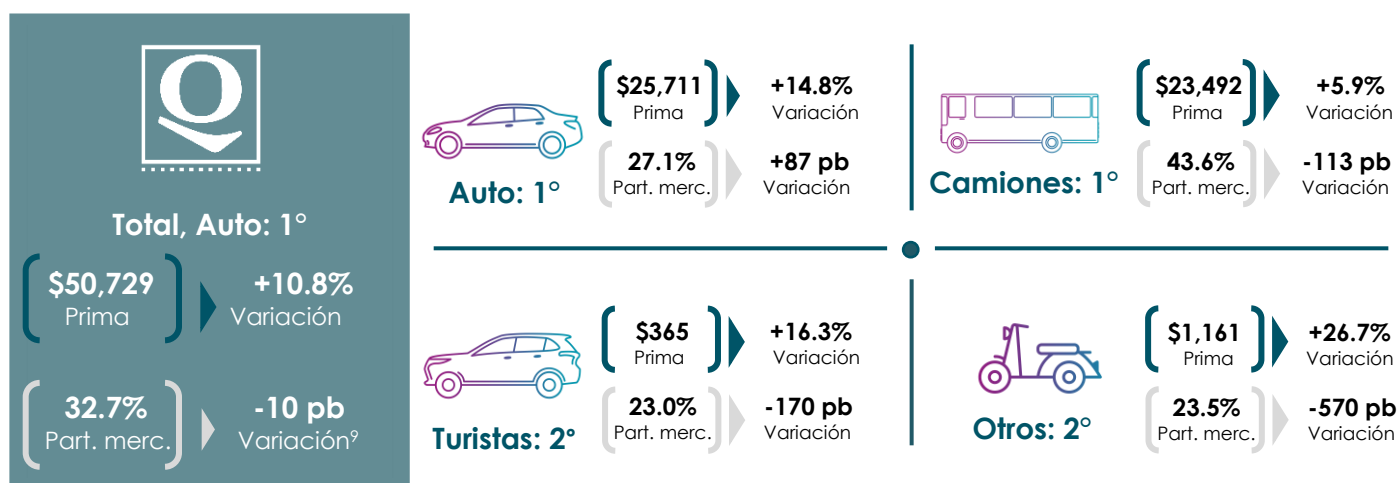 Q
Total, Auto: 1°
$50,729
Prima
+10.8%
Variación
32.7%
Part. merc.
-10 pb
Variación⁹
Auto: 1°
$25,711
Prima
+14.8%
Variación
27.1%
Part. merc.
+87 pb
Variación
Camiones: 1°
$23,492
Prima
+5.9%
Variación
43.6%
Part. merc.
-113 pb
Variación
Turistas: 2°
$365
Prima
+16.3%
Variación
23.0%
Part. merc.
-170 pb
Variación
Otros: 2°
$1,161
Prima
+26.7%
Variación
23.5%
Part. merc.
-570 pb
Variación